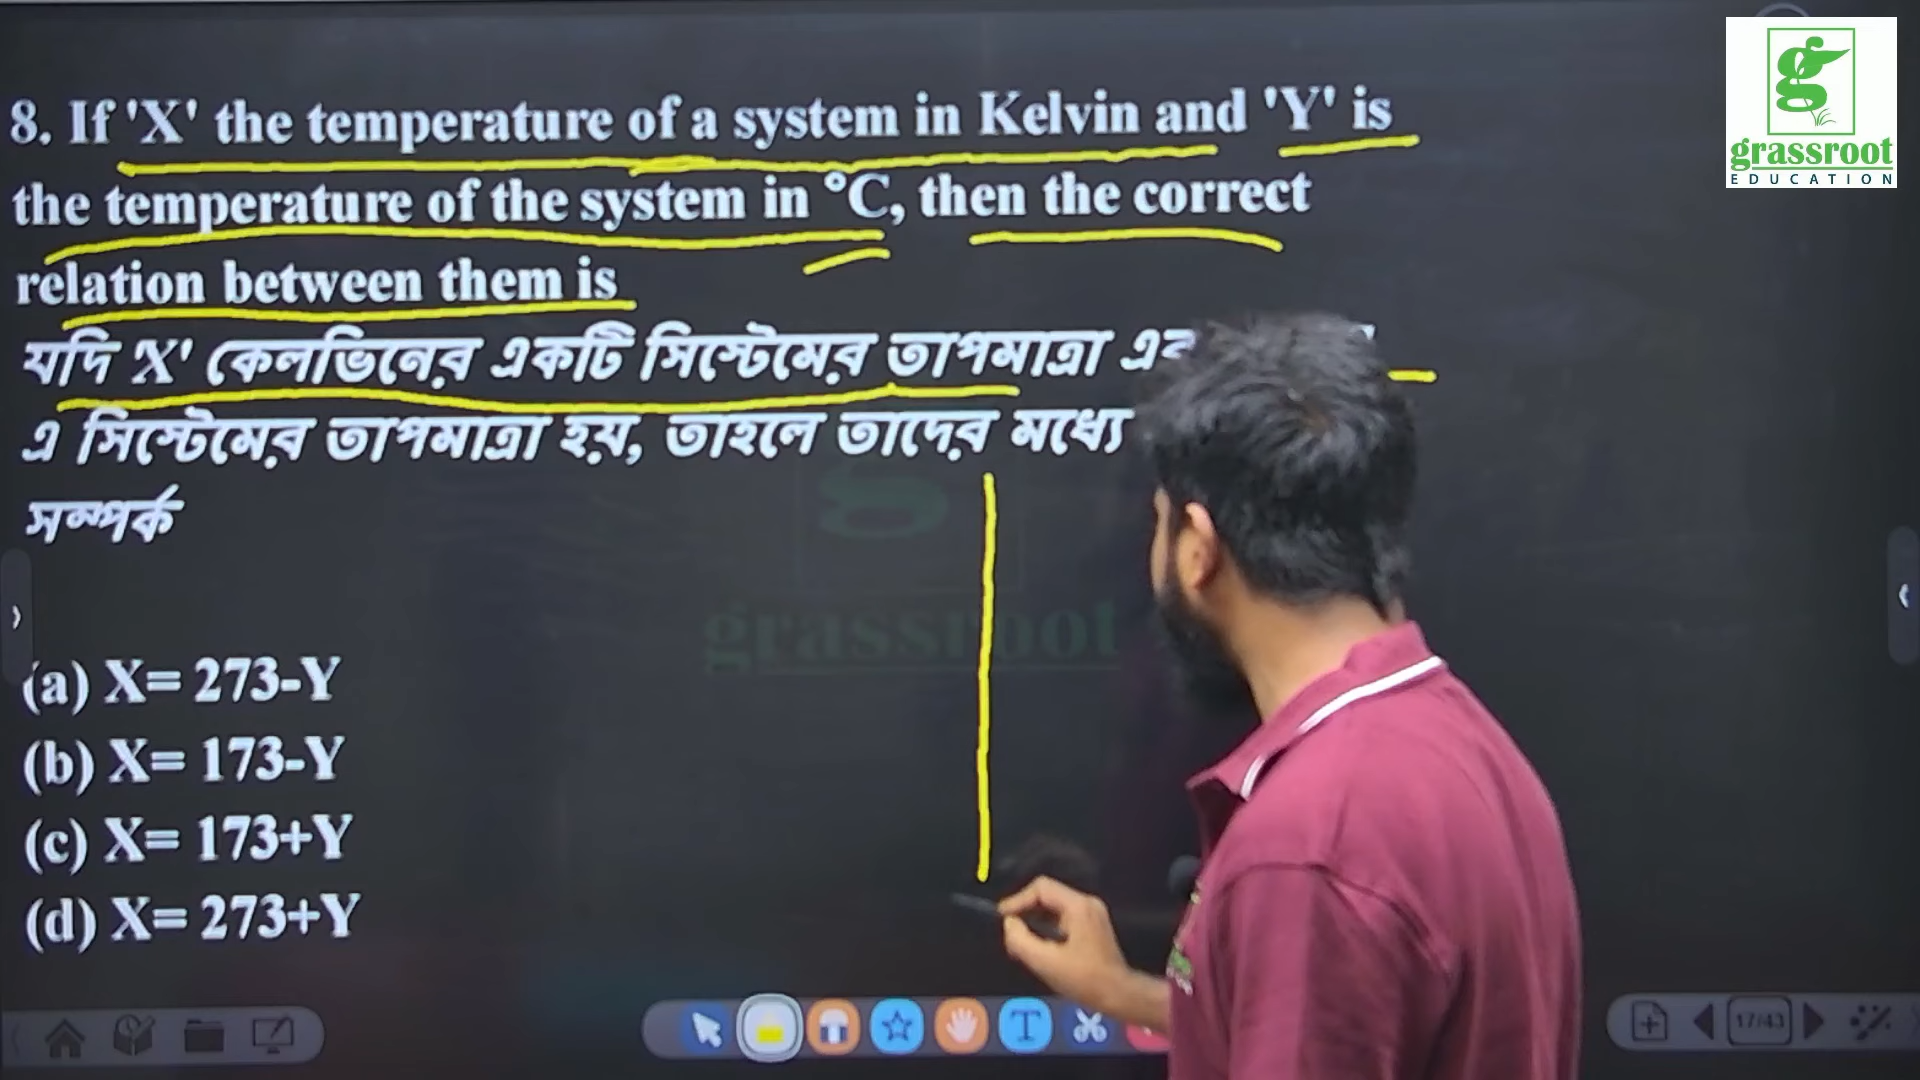 grassroot
EDUCATION
8. If 'X' the temperature of a system in Kelvin and 'Y' is
the temperature of the system in °C, then the correct
relation between them is
যদি 'X' কেলভিনের একটি সিস্টেমের তাপমাত্রা
এ সিস্টেমের তাপমাত্রা হয়, তাহলে তাদের মধ্যে
সম্পর্ক
grassroot
(a) X= 273-Y
(b) X= 173-Y
(c) X= 173+Y
(d) X= 273+Y
T
17/43